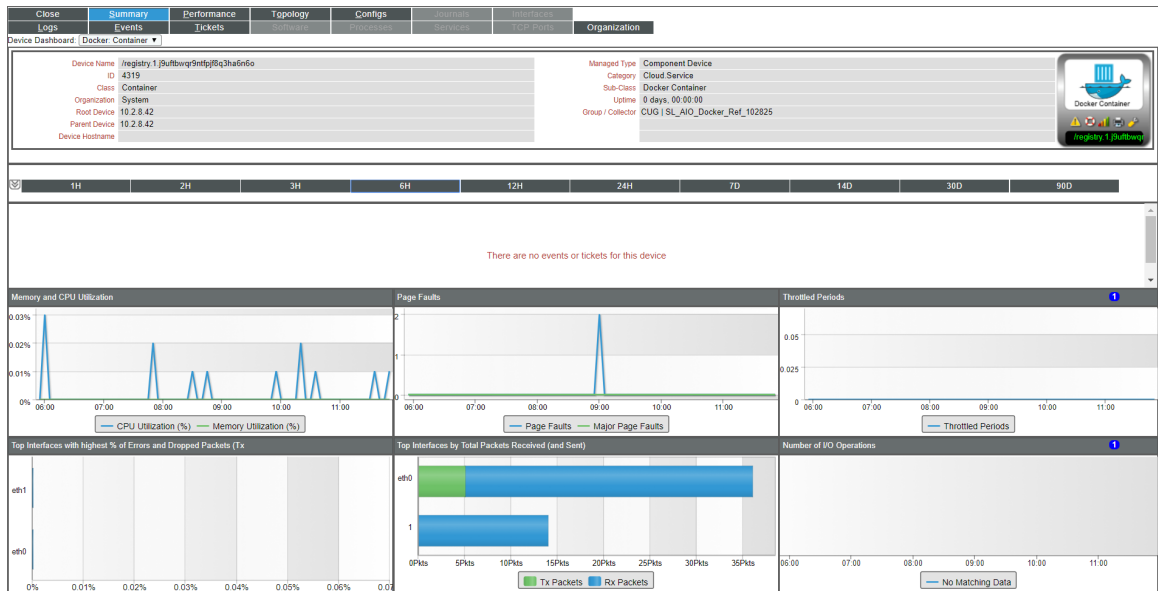 Close Summary Performance Topology Configs Journals Interfaces
Logs Events Tickets Software Processes Services TCP Ports Organization
Device Dashboard: Docker: Container ▼
Device Name /registry.1.j9uftbwqr9ntfpjf8q3ha6n6o Managed Type Component Device
ID 4319 Category Cloud.Service
Class Container Sub-Class Docker Container
Organization System Uptime 0 days, 00:00:00
Root Device 10.2.8.42 Group / Collector CUG | SL_AIO_Docker_Ref_102825
Parent Device 10.2.8.42
Device Hostname
Docker Container
/registry.1.j9uftbwqr
1H 2H 3H 6H 12H 24H 7D 14D 30D 90D
There are no events or tickets for this device
Memory and CPU Utilization
0.03%
0.02%
0.01%
0%
06:00 07:00 08:00 09:00 10:00 11:00
CPU Utilization (%) Memory Utilization (%)
Page Faults
2
1
0
06:00 07:00 08:00 09:00 10:00 11:00
Page Faults Major Page Faults
Throttled Periods 1
0.05
0.025
0
06:00 07:00 08:00 09:00 10:00 11:00
Throttled Periods
Top Interfaces with highest % of Errors and Dropped Packets (Tx
eth1
eth0
0% 0.01% 0.02% 0.03% 0.04% 0.05% 0.06% 0.07
Top Interfaces by Total Packets Received (and Sent)
eth0
1
0Pkts 5Pkts 10Pkts 15Pkts 20Pkts 25Pkts 30Pkts 35Pkts
Tx Packets Rx Packets
Number of I/O Operations 1
06:00 07:00 08:00 09:00 10:00 11:00
No Matching Data